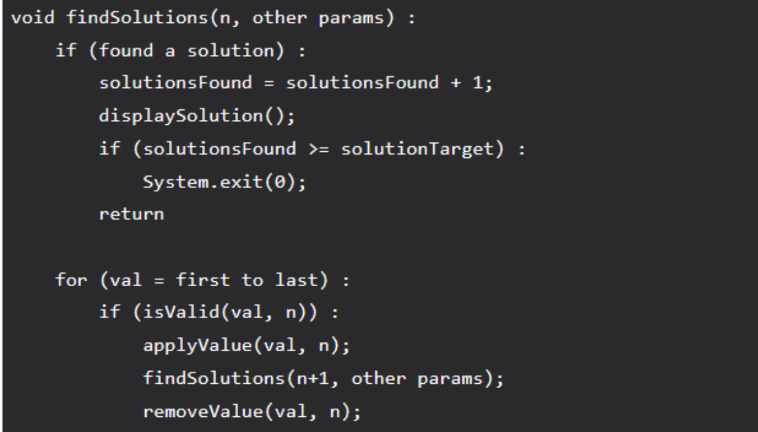 void findSolutions(n, other params) :
    if (found a solution) :
        solutionsFound = solutionsFound + 1;
        displaySolution();
        if (solutionsFound >= solutionTarget) :
            System.exit(0);
        return

    for (val = first to last) :
        if (isValid(val, n)) :
            applyValue(val, n);
            findSolutions(n+1, other params);
            removeValue(val, n);